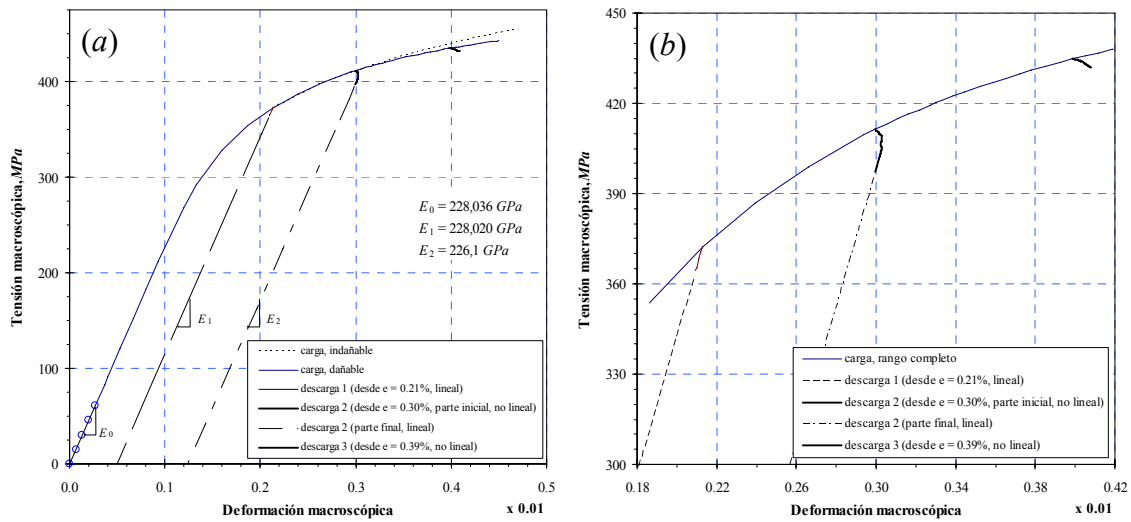 (a)
Tensión macroscópica, MPa
400
300
200
100
0
E0 = 228,036 GPa
E1 = 228,020 GPa
E2 = 226,1 GPa
E1
E2
E0
carga, indañable
carga, dañable
descarga 1 (desde e = 0.21%, lineal)
descarga 2 (desde e = 0.30%, parte inicial, no lineal)
descarga 2 (parte final, lineal)
descarga 3 (desde e = 0.39%, no lineal)
0.0 0.1 0.2 0.3 0.4 0.5
Deformación macroscópica
x 0.01
(b)
Tensión macroscópica, MPa
450
420
390
360
330
300
carga, rango completo
descarga 1 (desde e = 0.21%, lineal)
descarga 2 (desde e = 0.30%, parte inicial, no lineal)
descarga 2 (parte final, lineal)
descarga 3 (desde e = 0.39%, no lineal)
0.18 0.22 0.26 0.30 0.34 0.38 0.42
Deformación macroscópica
x 0.01